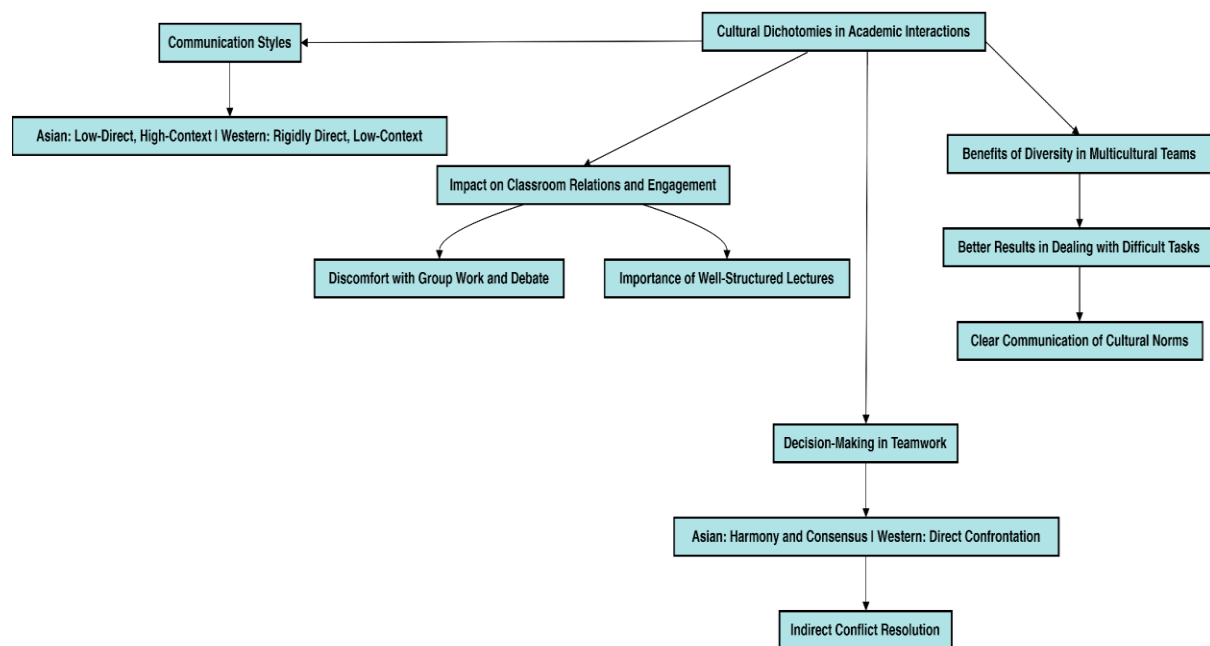 Cultural Dichotomies in Academic Interactions
Communication Styles
Asian: Low-Direct, High-Context | Western: Rigidly Direct, Low-Context
Impact on Classroom Relations and Engagement
Discomfort with Group Work and Debate
Importance of Well-Structured Lectures
Benefits of Diversity in Multicultural Teams
Better Results in Dealing with Difficult Tasks
Clear Communication of Cultural Norms
Decision-Making in Teamwork
Asian: Harmony and Consensus | Western: Direct Confrontation
Indirect Conflict Resolution